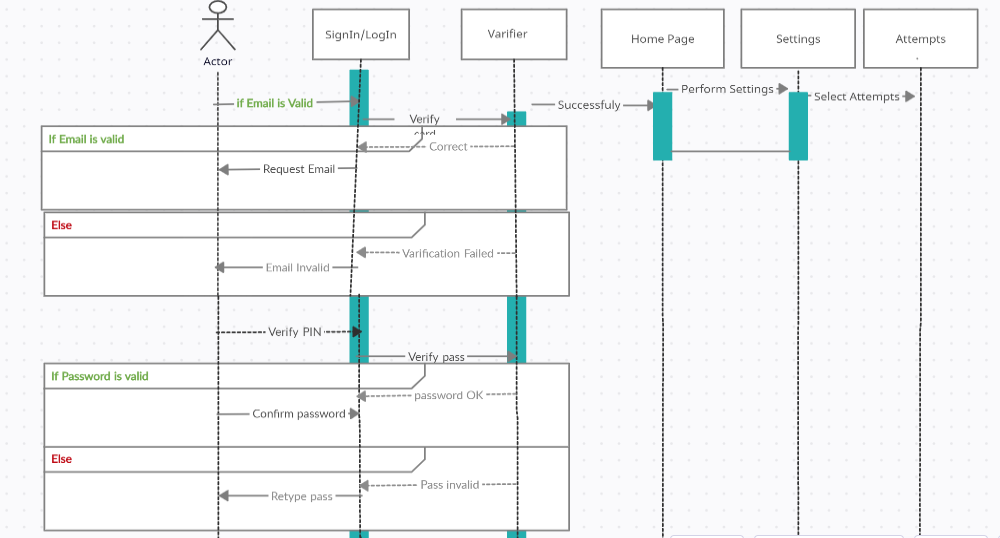 Actor
SignIn/LogIn
Varifier
Home Page
Settings
Attempts
if Email is Valid
Verify
card
Successfuly
Perform Settings
Select Attempts
If Email is valid
Correct
Request Email
Else
Varification Failed
Email Invalid
Verify PIN
Verify pass
If Password is valid
password OK
Confirm password
Else
Pass invalid
Retype pass